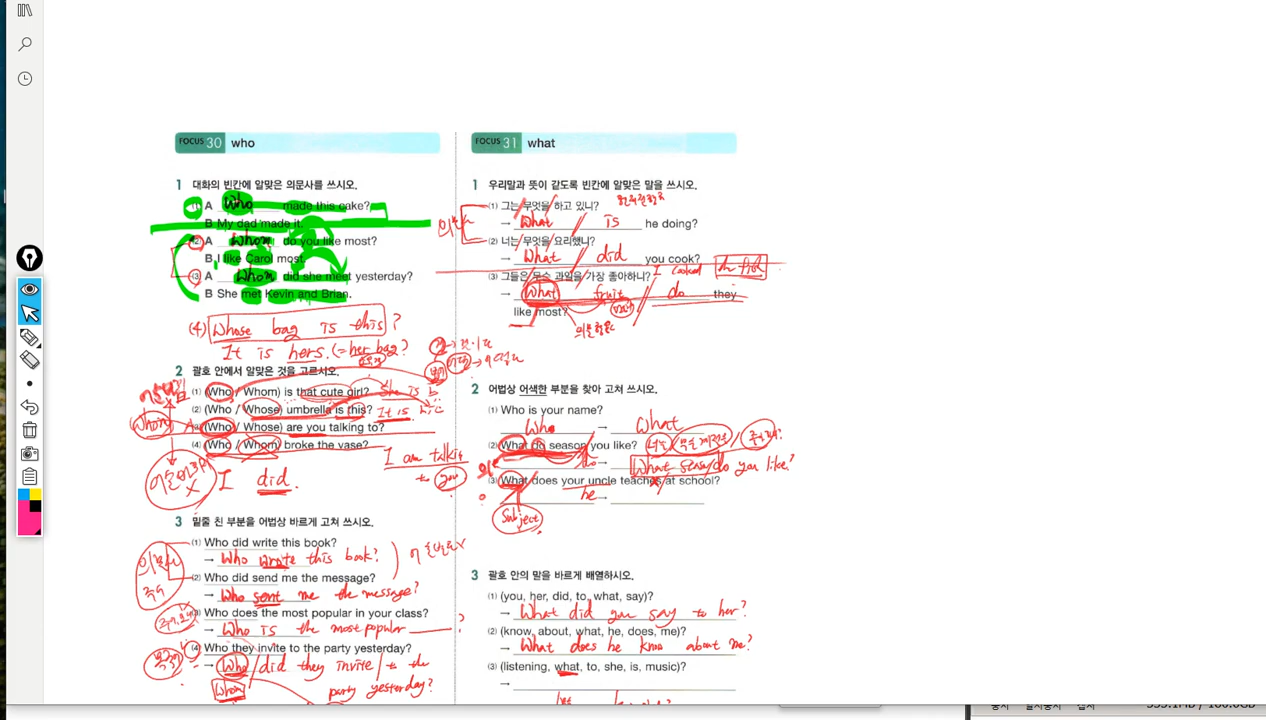 FOCUS 30 who
1 대화의 빈칸에 알맞은 의문사를 쓰시오.
(1) A Who made this cake?
B My dad made it.
(2) A Whom do you like most?
B I like Carol most.
(3) A Whom did she meet yesterday?
B She met Kevin and Brian.
(4) Whose bag is this?
It is hers. (= her bag?
2 괄호 안에서 알맞은 것을 고르시오.
(1) (Who / Whom) is that cute girl? She is
(2) (Who / Whose) umbrella is this? It is
(3) (Who / Whose) are you talking to?
Whom
(4) (Who / Whom) broke the vase?
I am talkig
to you
I did.
3 밑줄 친 부분을 어법상 바르게 고쳐 쓰시오.
(1) Who did write this book?
→ Who wrote this book?
(2) Who did send me the message?
→ Who sent me the message?
(3) Who does the most popular in your class?
→ Who is the most popular ?
(4) Who they invite to the party yesterday?
→ Who / did they invite / to the
Whom
party yesterday?
FOCUS 31 what
1 우리말과 뜻이 같도록 빈칸에 알맞은 말을 쓰시오.
(1) 그는 무엇을 하고 있니?
→ What is he doing?
(2) 너는 무엇을 요리했니?
→ What did you cook?
I cooked
(3) 그들은 무슨 과일을 가장 좋아하니?
→ What fruit do they
like most?
2 어법상 어색한 부분을 찾아 고쳐 쓰시오.
(1) Who is your name?
Who → What
(2) What do season you like?
do → What season do you like?
(3) What does your uncle teaches at school?
he →
Subject
3 괄호 안의 말을 바르게 배열하시오.
(1) (you, her, did, to, what, say)?
→ What did you say to her?
(2) (know, about, what, he, does, me)?
→ What does he know about me?
(3) (listening, what, to, she, is, music)?
→